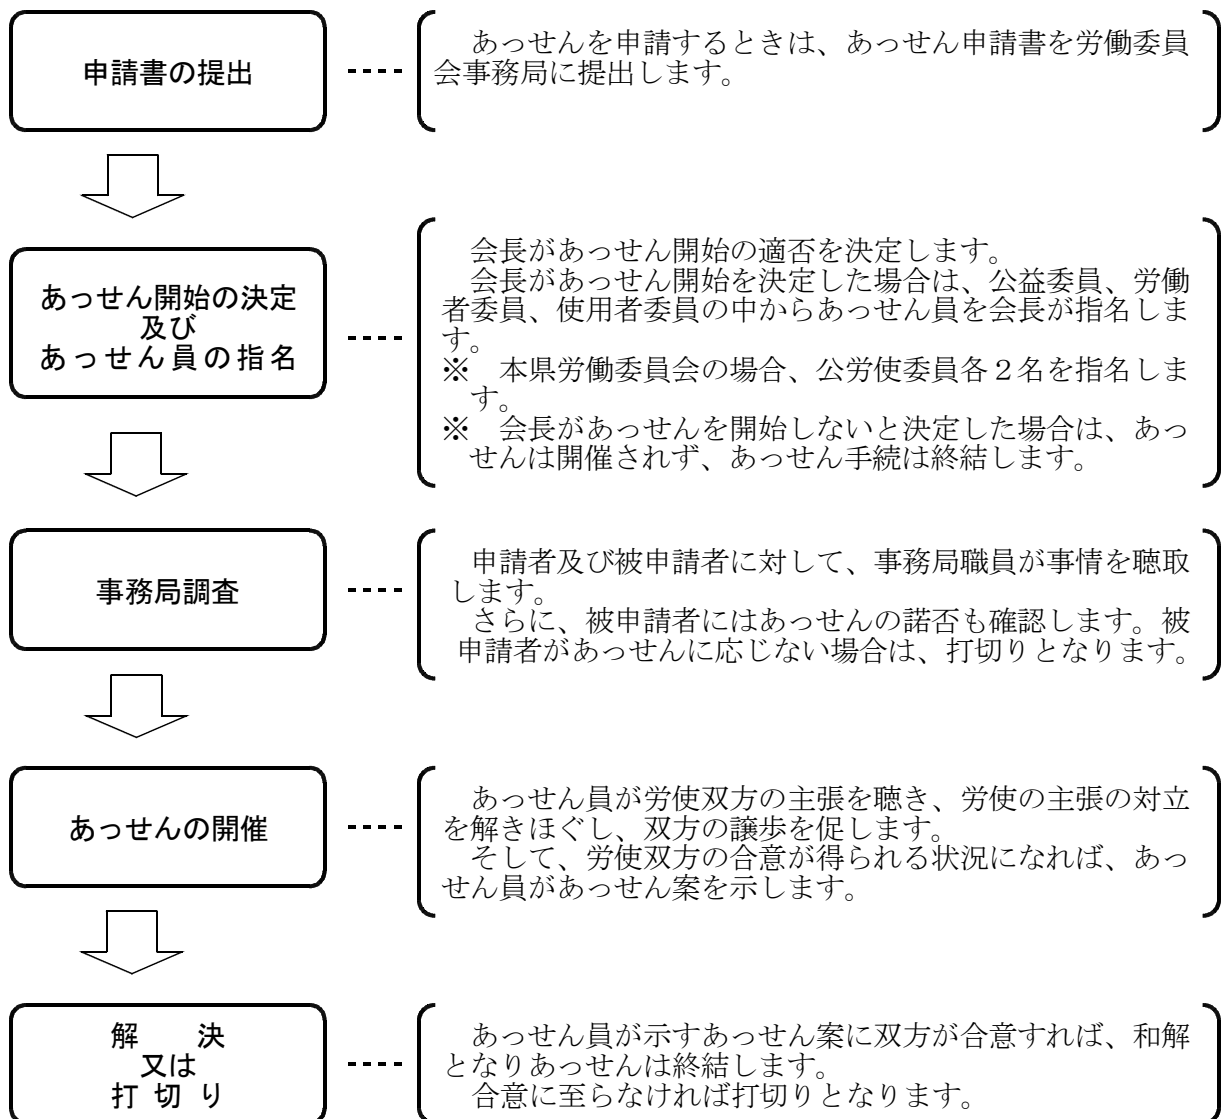 申請書の提出
あっせんを申請するときは、あっせん申請書を労働委員
会事務局に提出します。
あっせん開始の決定
及び
あっせん員の指名
会長があっせん開始の適否を決定します。
会長があっせん開始を決定した場合は、公益委員、労働
者委員、使用者委員の中からあっせん員を会長が指名しま
す。
※　本県労働委員会の場合、公労使委員各２名を指名しま
す。
※　会長があっせんを開始しないと決定した場合は、あっ
せんは開催されず、あっせん手続は終結します。
事務局調査
申請者及び被申請者に対して、事務局職員が事情を聴取
します。
さらに、被申請者にはあっせんの諾否も確認します。被
申請者があっせんに応じない場合は、打切りとなります。
あっせんの開催
あっせん員が労使双方の主張を聴き、労使の主張の対立
を解きほぐし、双方の譲歩を促します。
そして、労使双方の合意が得られる状況になれば、あっ
せん員があっせん案を示します。
解　　決
又は
打 切 り
あっせん員が示すあっせん案に双方が合意すれば、和解
となりあっせんは終結します。
合意に至らなければ打切りとなります。